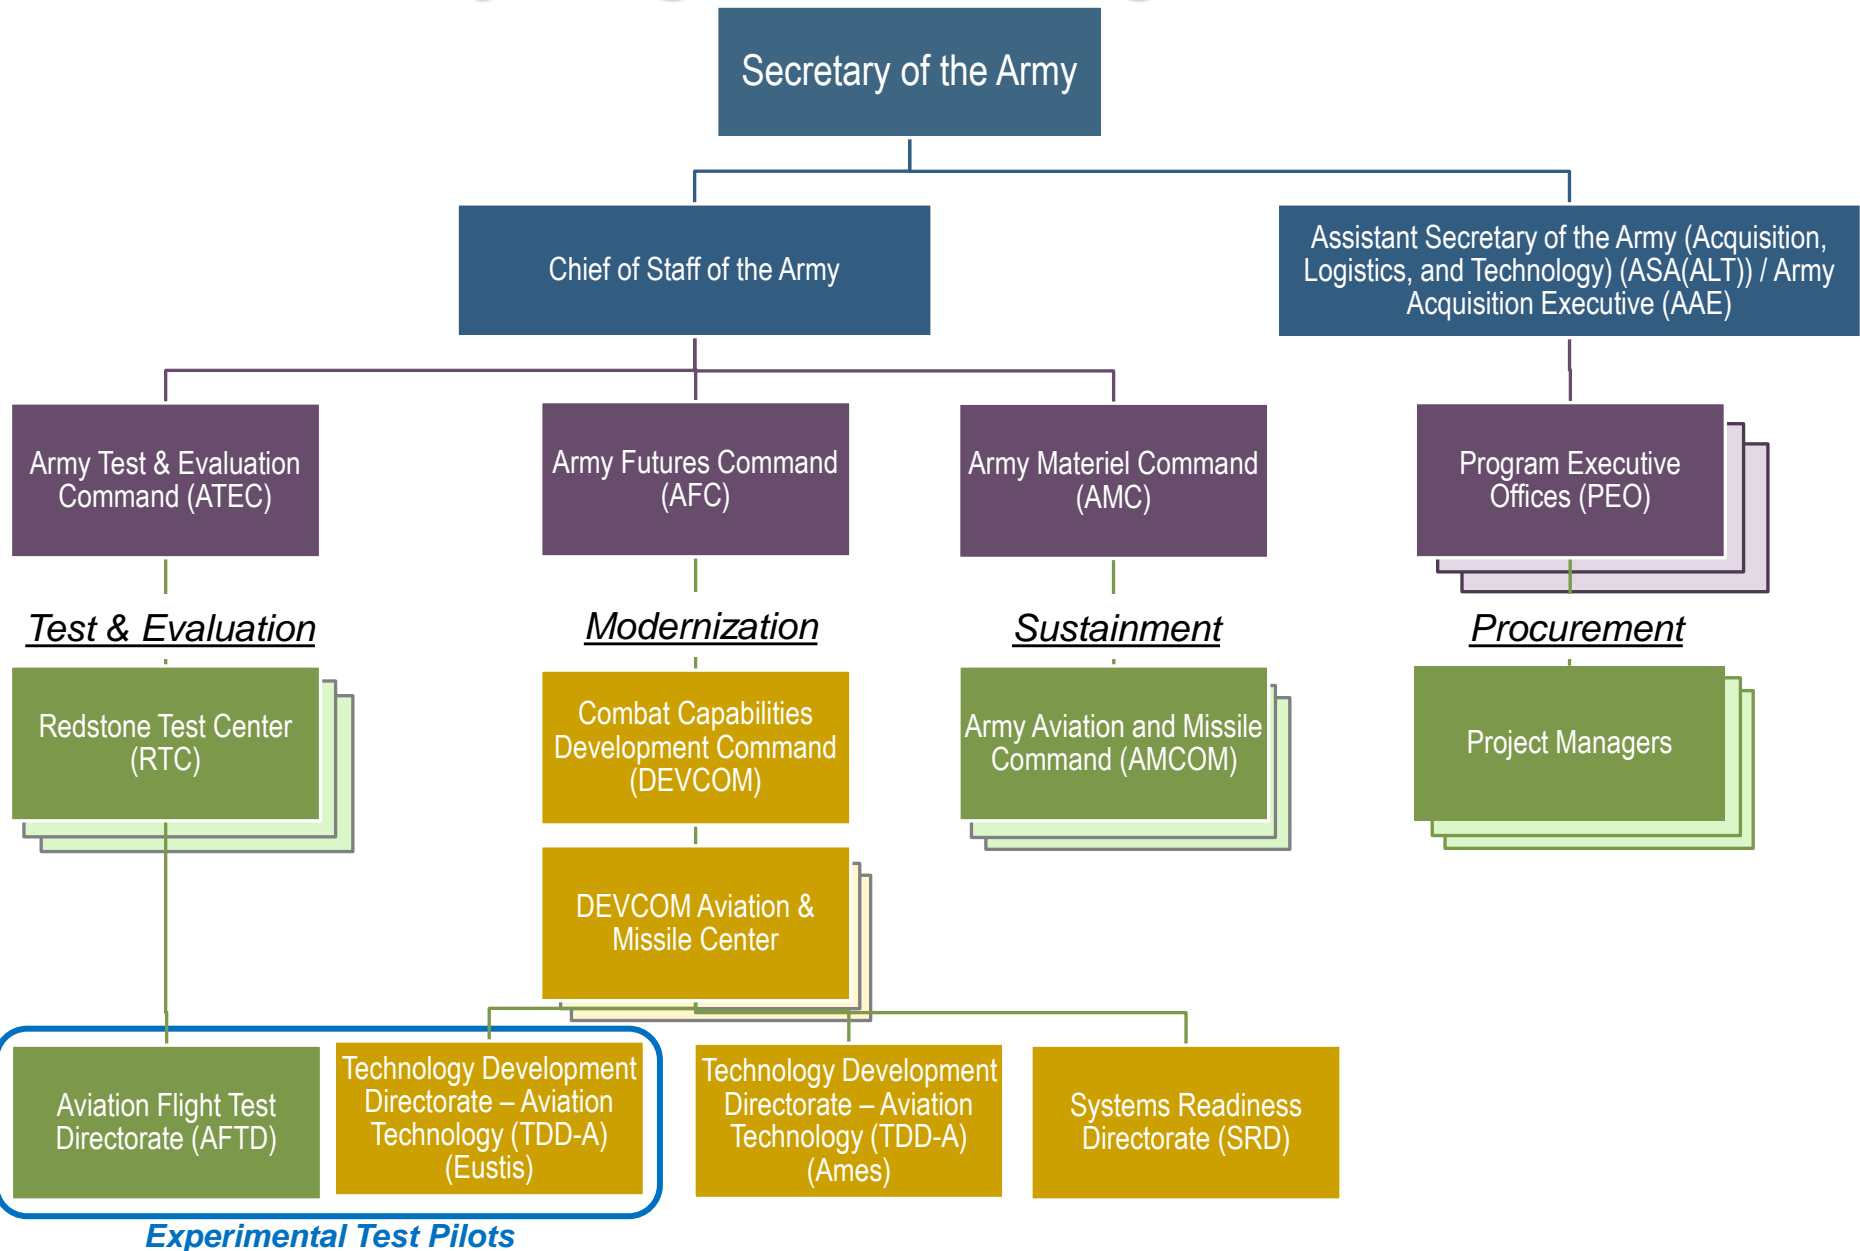 Secretary of the Army
Chief of Staff of the Army
Assistant Secretary of the Army (Acquisition,
Logistics, and Technology) (ASA(ALT)) / Army
Acquisition Executive (AAE)
Army Test & Evaluation
Command (ATEC)
Army Futures Command
(AFC)
Army Materiel Command
(AMC)
Program Executive
Offices (PEO)
Test & Evaluation
Modernization
Sustainment
Procurement
Redstone Test Center
(RTC)
Combat Capabilities
Development Command
(DEVCOM)
Army Aviation and Missile
Command (AMCOM)
Project Managers
DEVCOM Aviation &
Missile Center
Aviation Flight Test
Directorate (AFTD)
Technology Development
Directorate – Aviation
Technology (TDD-A)
(Eustis)
Technology Development
Directorate – Aviation
Technology (TDD-A)
(Ames)
Systems Readiness
Directorate (SRD)
Experimental Test Pilots